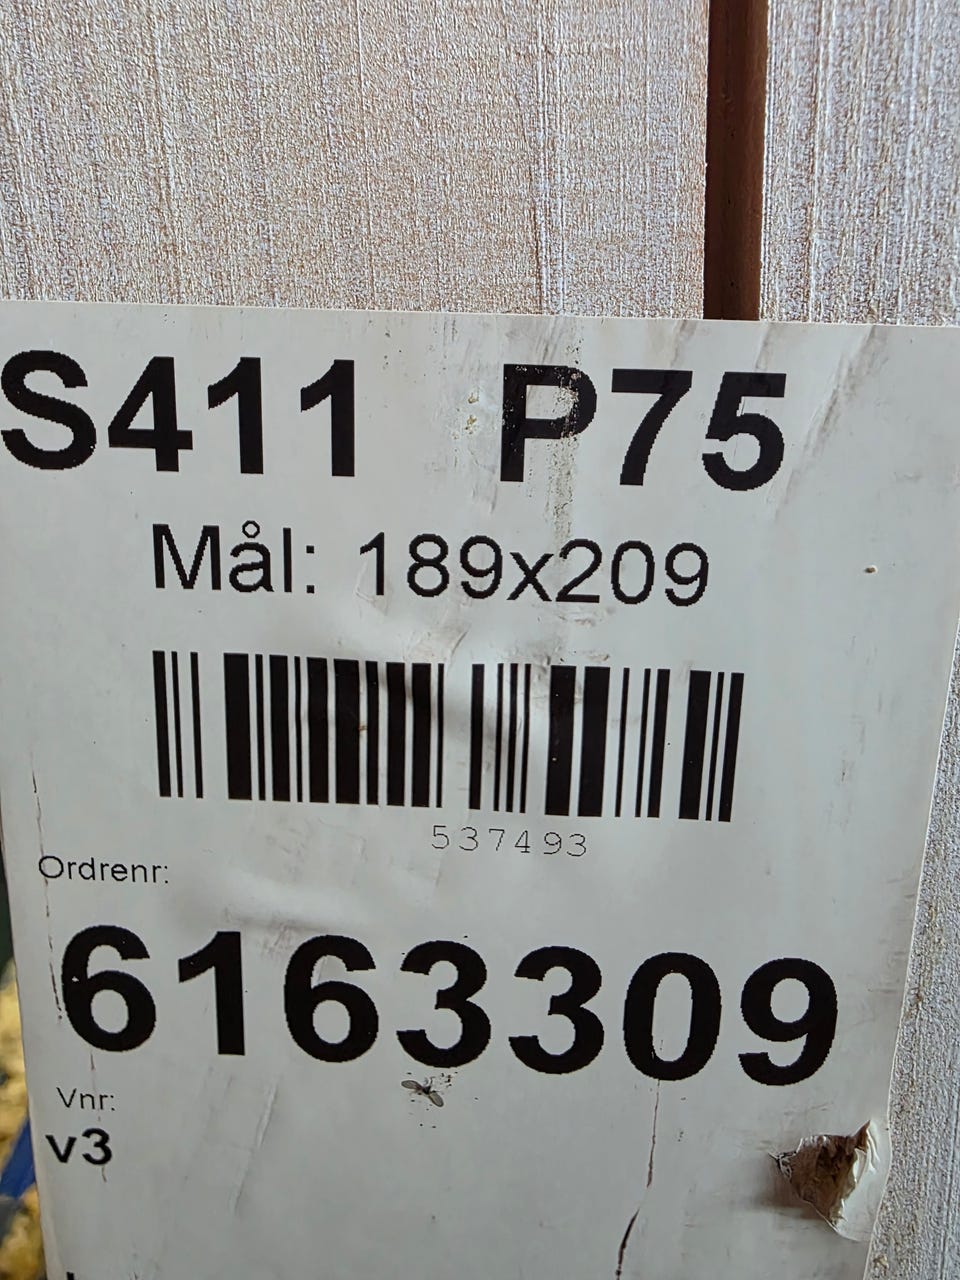 S411 P75
Mål: 189x209
537493
Ordrenr:
6163309
Vnr:
v3